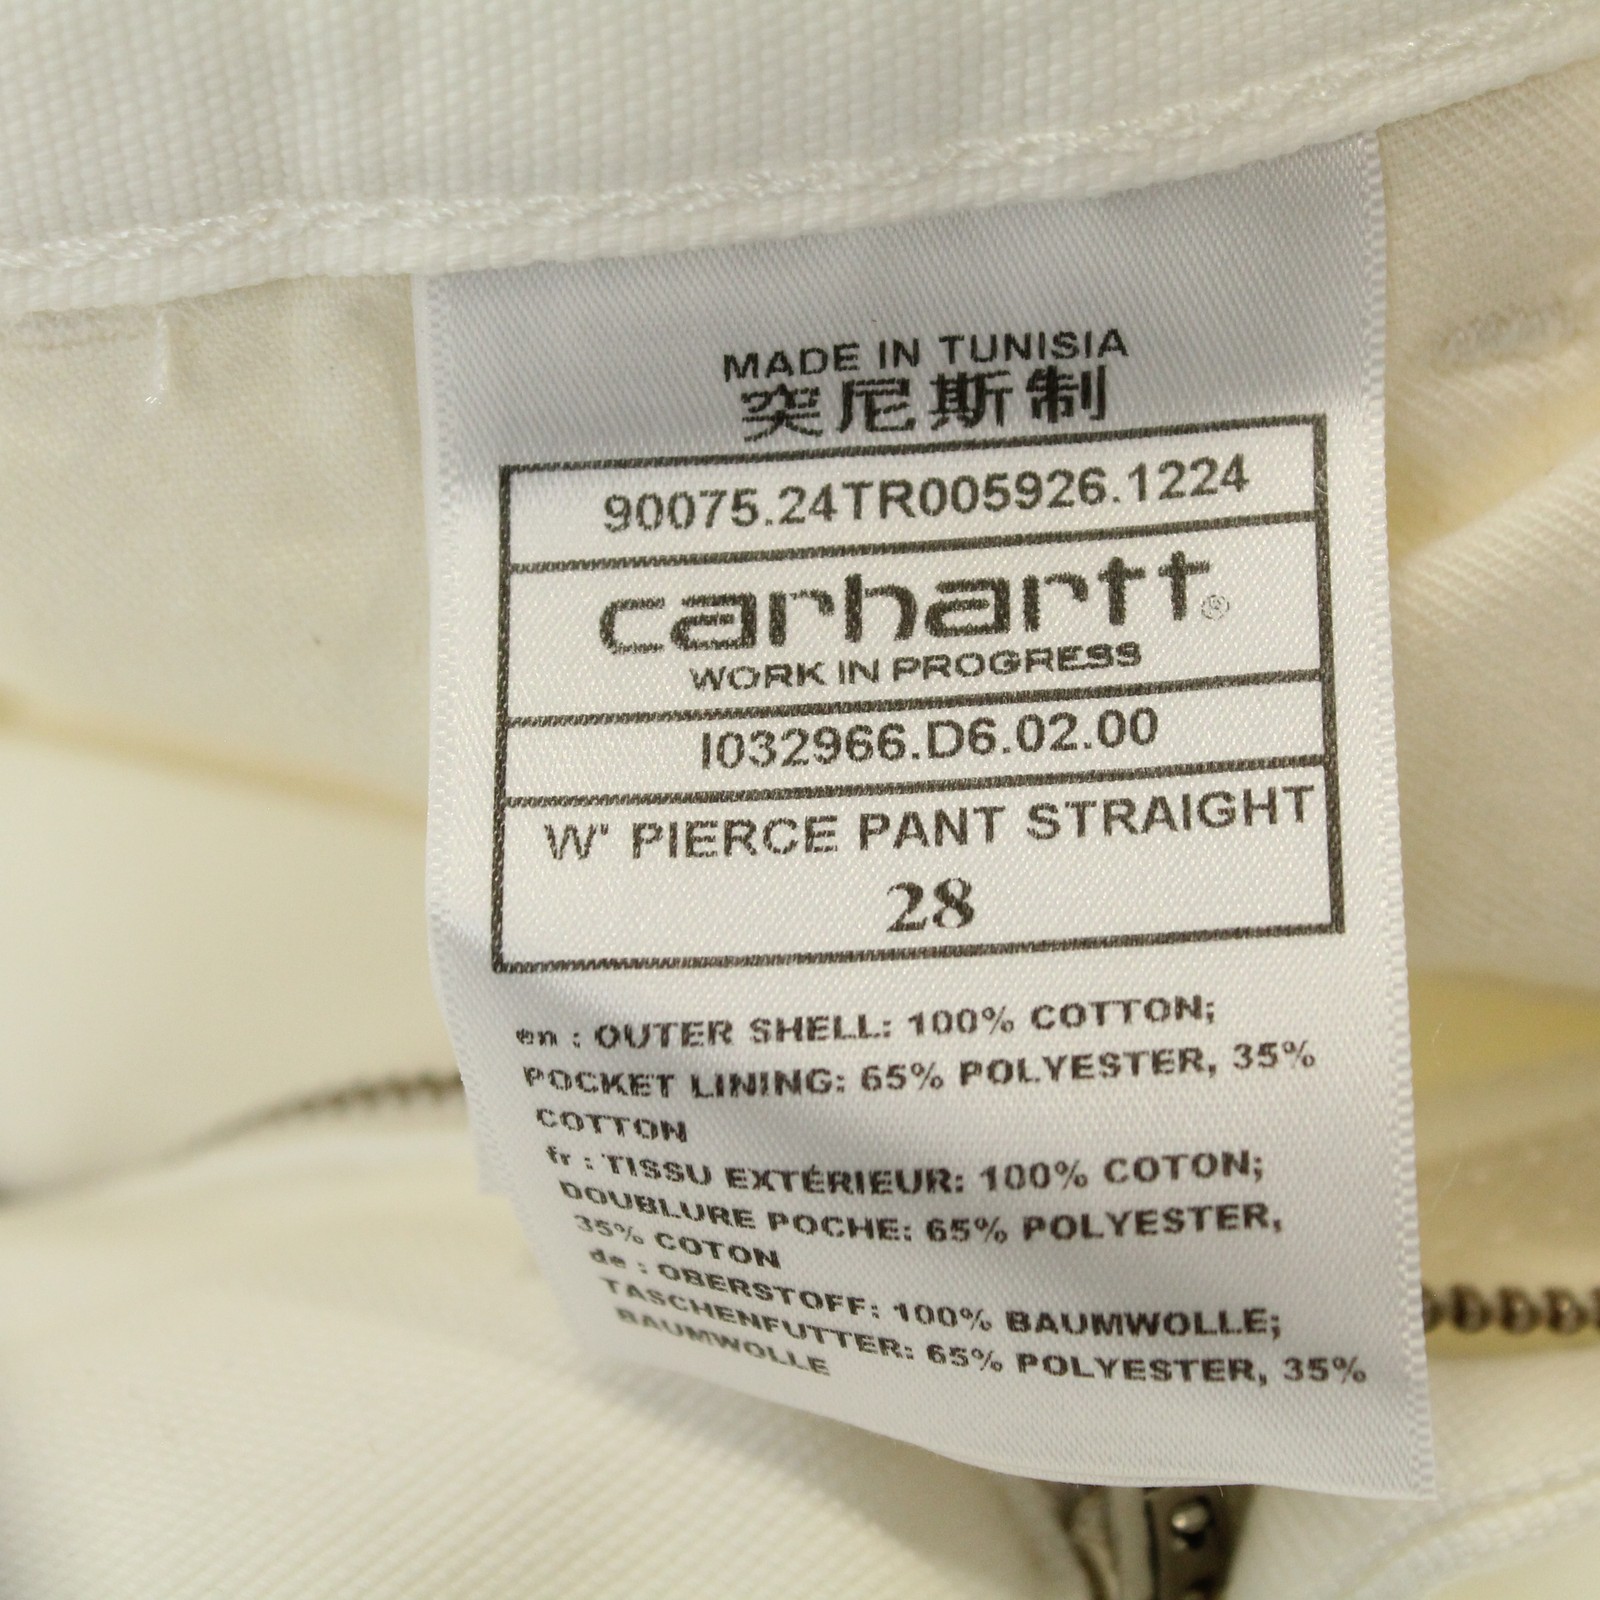 MADE IN TUNISIA
突尼斯制
90075.24TR005926.1224
carhartt®
WORK IN PROGRESS
I032966.D6.02.00
W' PIERCE PANT STRAIGHT
28
en : OUTER SHELL: 100% COTTON;
POCKET LINING: 65% POLYESTER, 35%
COTTON
fr : TISSU EXTÉRIEUR: 100% COTON;
DOUBLURE POCHE: 65% POLYESTER,
35% COTON
de : OBERSTOFF: 100% BAUMWOLLE;
TASCHENFUTTER: 65% POLYESTER, 35%
BAUMWOLLE